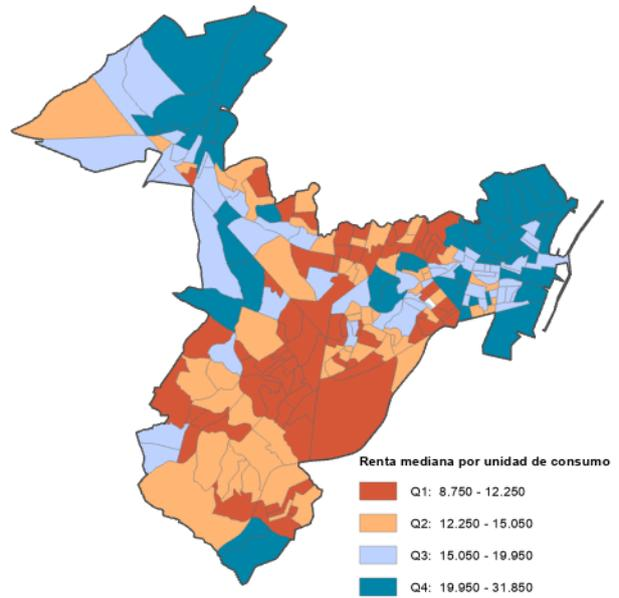 Renta mediana por unidad de consumo
Q1: 8.750 - 12.250
Q2: 12.250 - 15.050
Q3: 15.050 - 19.950
Q4: 19.950 - 31.850